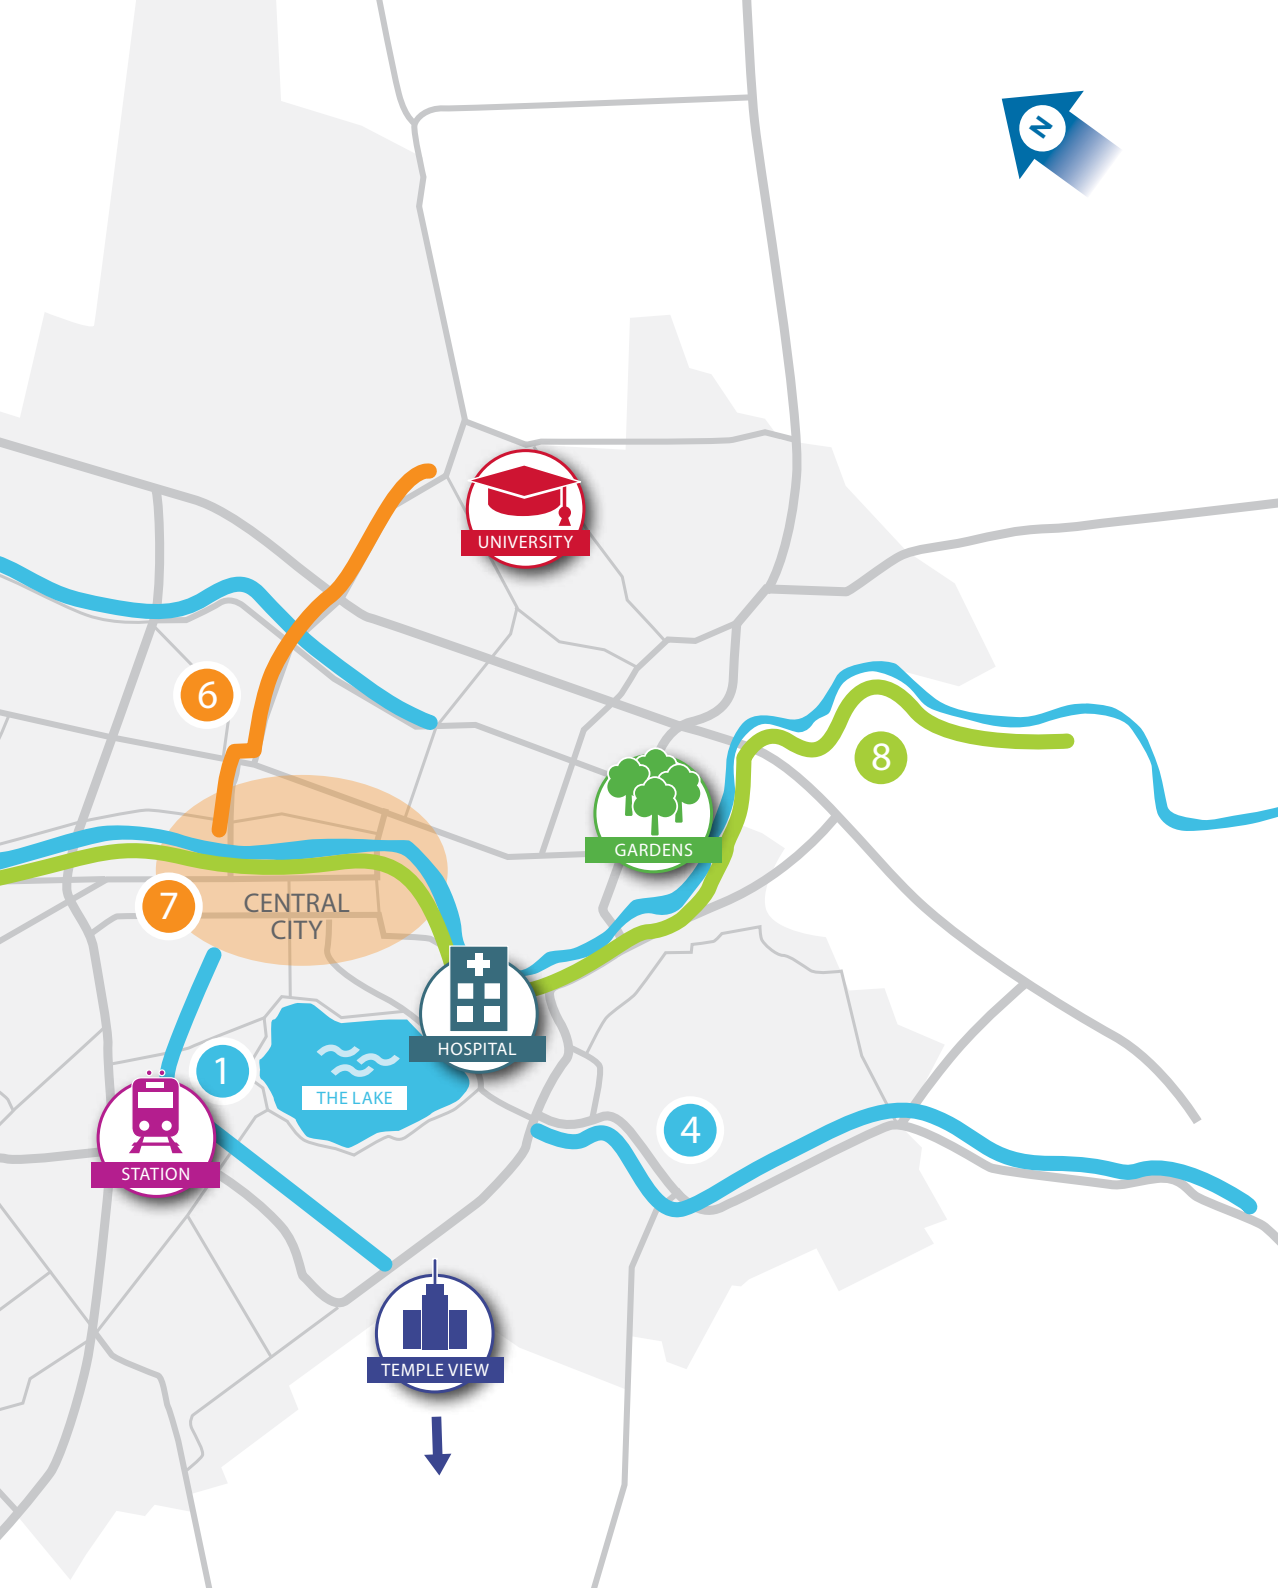 N
UNIVERSITY
6
8
GARDENS
7
CENTRAL
CITY
HOSPITAL
1
THE LAKE
4
STATION
TEMPLE VIEW